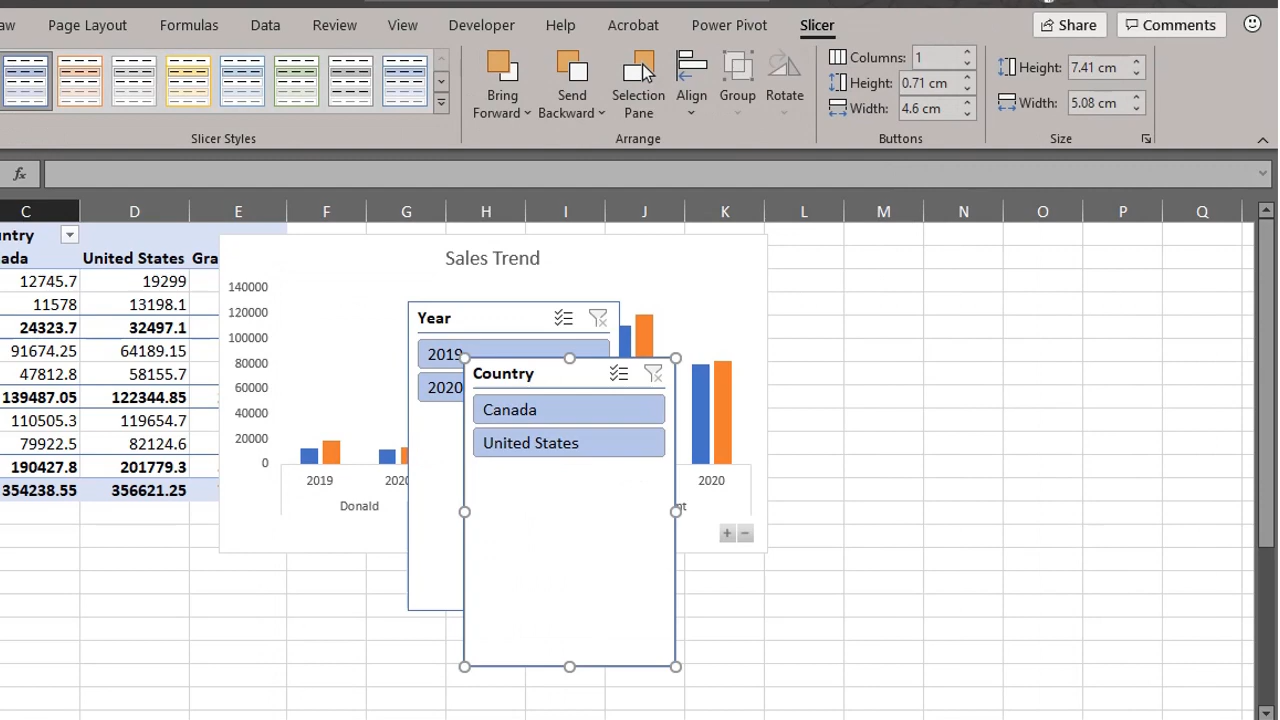 aw Page Layout Formulas Data Review View Developer Help Acrobat Power Pivot Slicer Share Comments
Bring Forward
Send Backward
Selection Pane
Align
Group
Rotate
Columns: 1
Height: 0.71 cm
Width: 4.6 cm
Height: 7.41 cm
Width: 5.08 cm
Slicer Styles Arrange Buttons Size
fx
C D E F G H I J K L M N O P Q
ntry
ada United States Gra
12745.7 19299
11578 13198.1
24323.7 32497.1
91674.25 64189.15
47812.8 58155.7
139487.05 122344.85
110505.3 119654.7
79922.5 82124.6
190427.8 201779.3
354238.55 356621.25
Sales Trend
140000
120000
100000
80000
60000
40000
20000
0
2019 2020 2020
Donald nt
+ −
Year
2019
2020
Country
Canada
United States